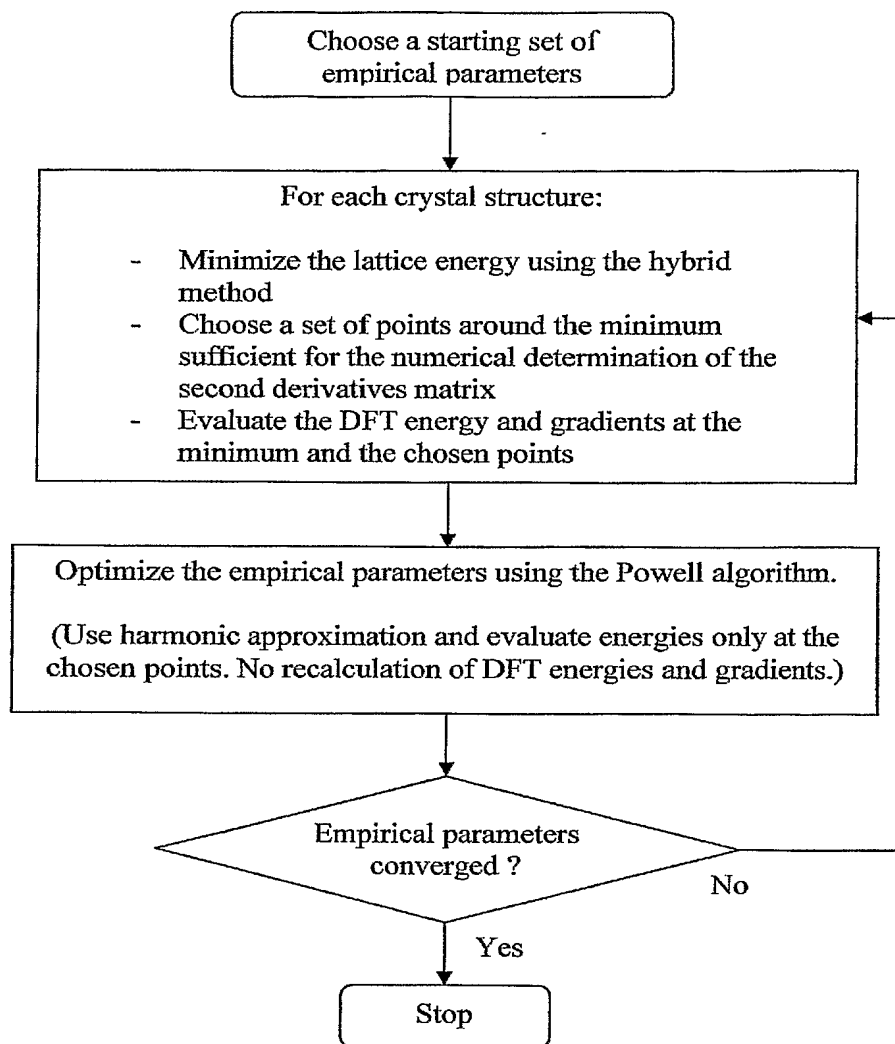 Choose a starting set of
empirical parameters
For each crystal structure:
- Minimize the lattice energy using the hybrid
method
- Choose a set of points around the minimum
sufficient for the numerical determination of the
second derivatives matrix
- Evaluate the DFT energy and gradients at the
minimum and the chosen points
Optimize the empirical parameters using the Powell algorithm.
(Use harmonic approximation and evaluate energies only at the
chosen points. No recalculation of DFT energies and gradients.)
Empirical parameters
converged ?
No
Yes
Stop